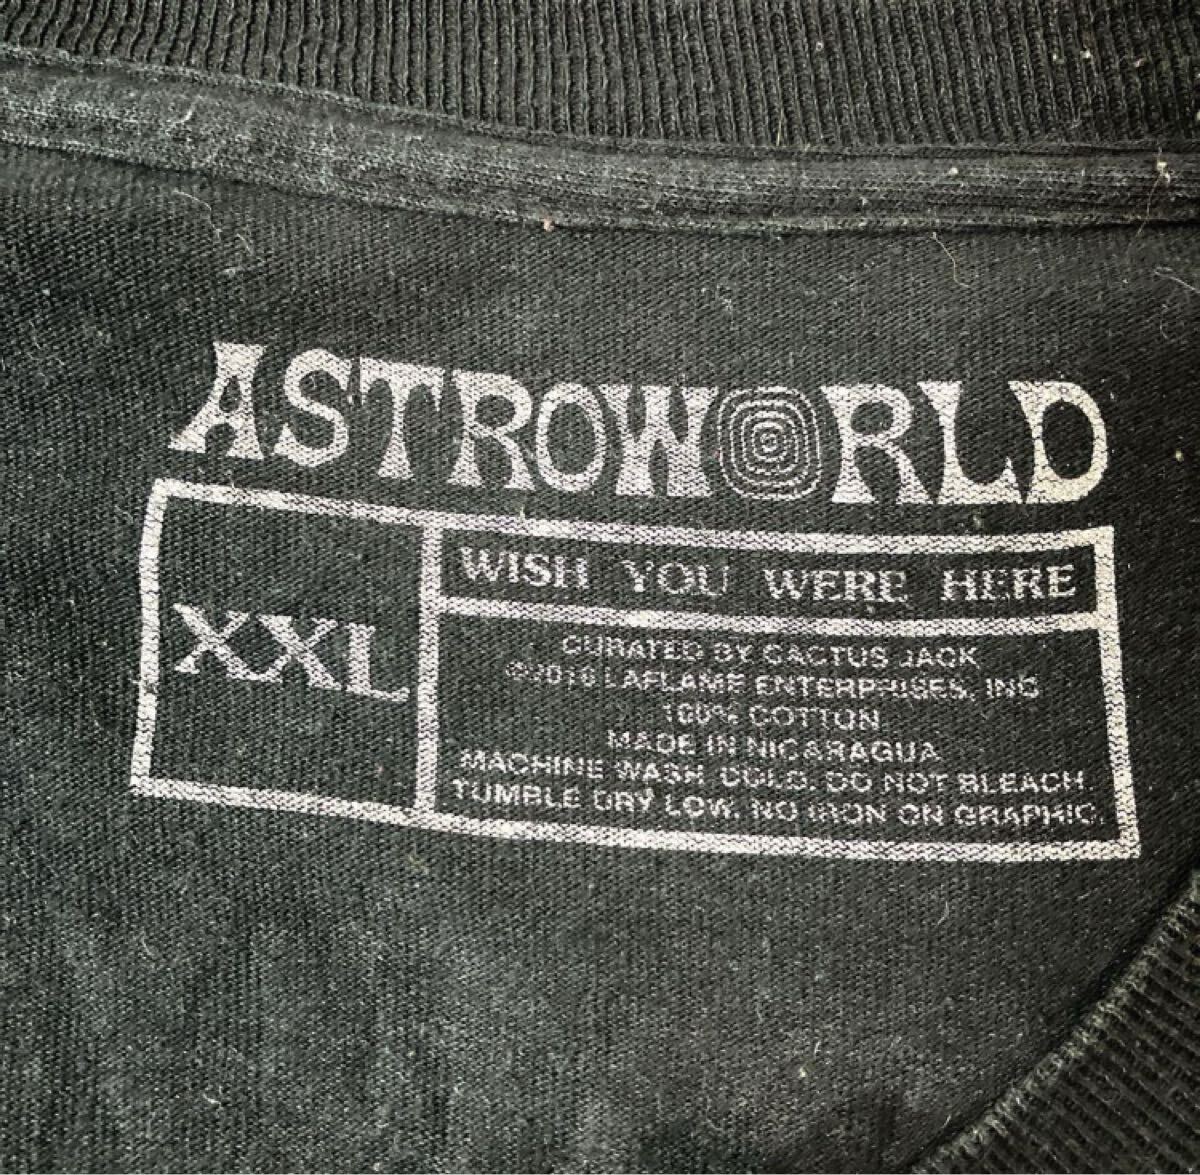 ASTROWORLD
XXL
WISH YOU WERE HERE
CURATED BY CACTUS JACK
LAFLAME ENTERPRISES, INC
100% COTTON
MADE IN NICARAGUA
MACHINE WASH COLD. DO NOT BLEACH.
TUMBLE DRY LOW. NO IRON ON GRAPHIC.